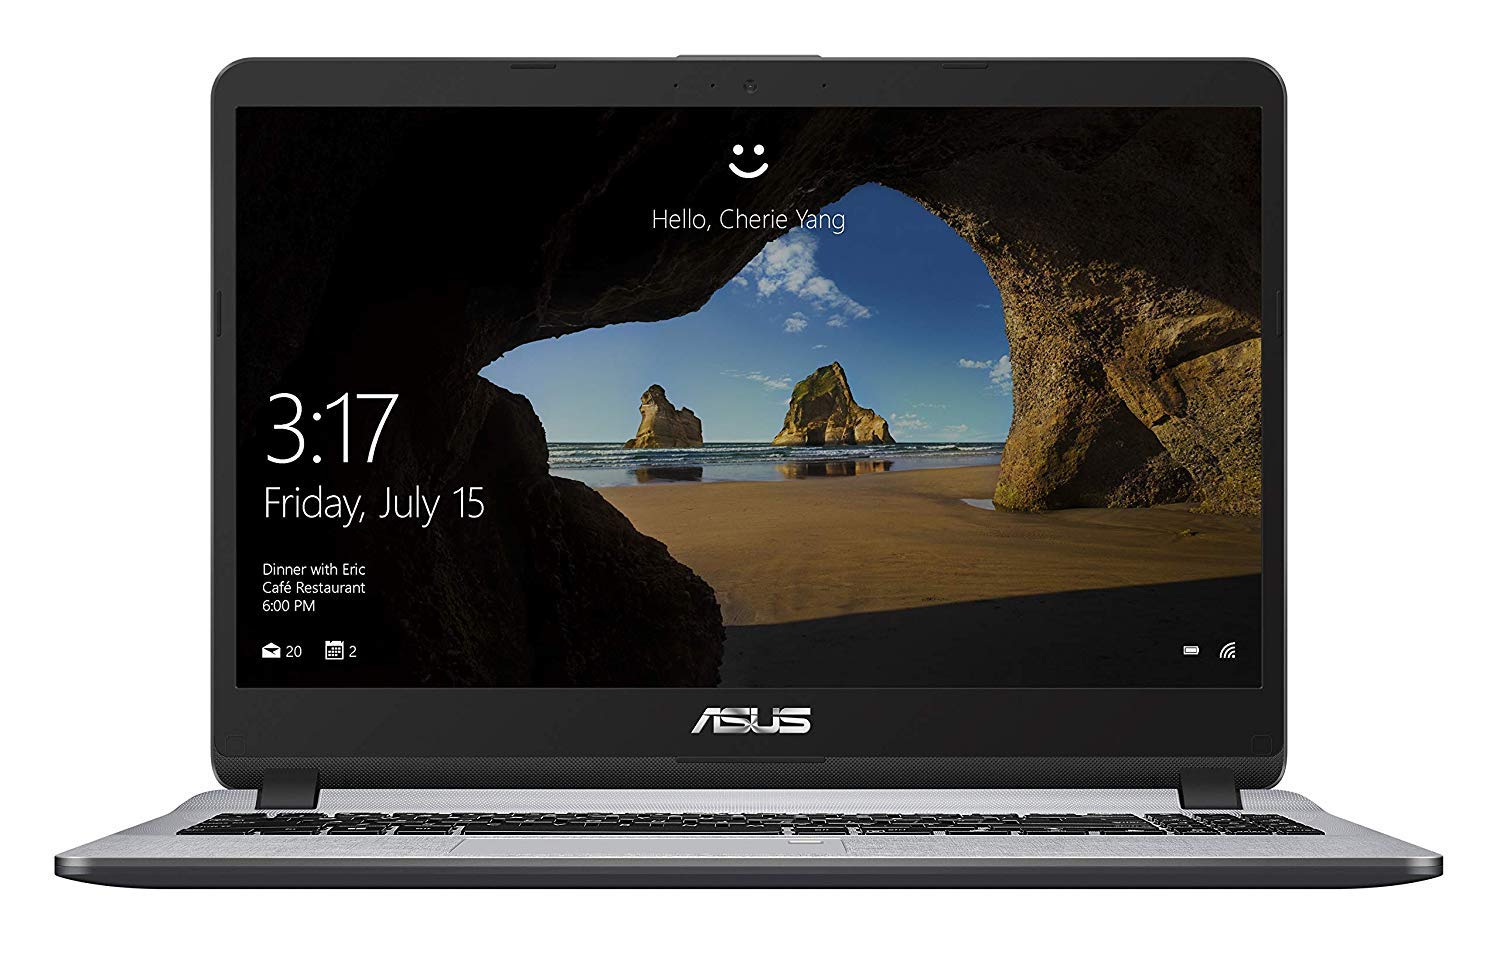 Hello, Cherie Yang
3:17
Friday, July 15
Dinner with Eric
Café Restaurant
6:00 PM
20
2
ASUS